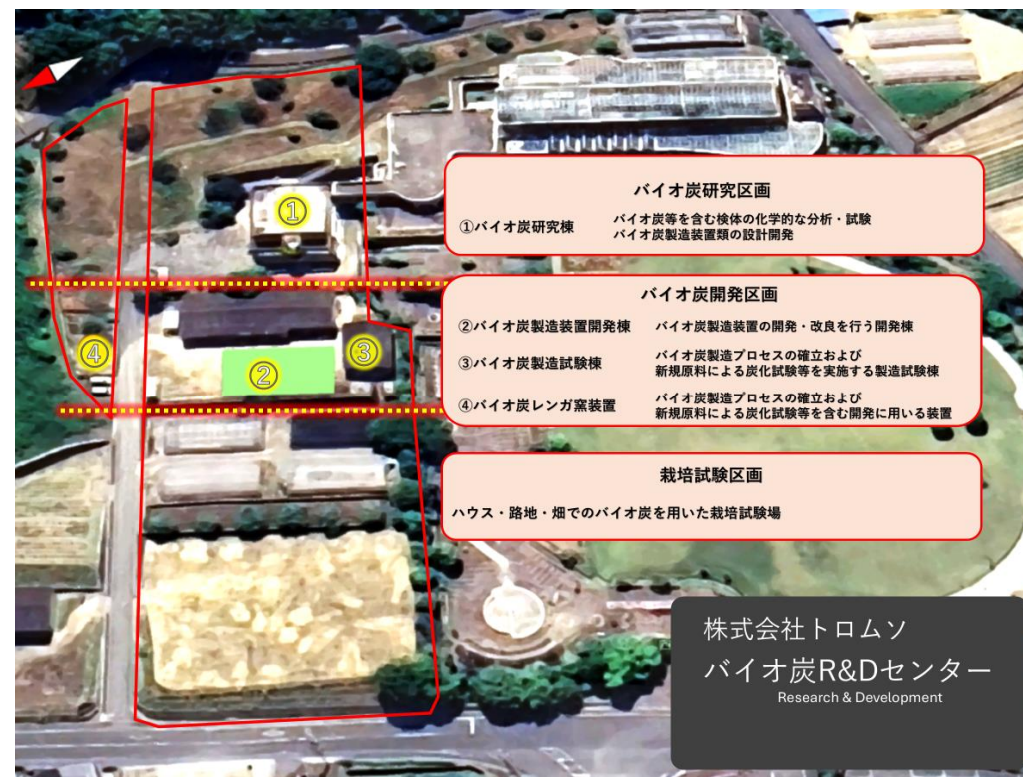 バイオ炭研究区画
①バイオ炭研究棟 バイオ炭等を含む検体の化学的な分析・試験
バイオ炭製造装置類の設計開発
バイオ炭開発区画
②バイオ炭製造装置開発棟 バイオ炭製造装置の開発・改良を行う開発棟
③バイオ炭製造試験棟 バイオ炭製造プロセスの確立および
新規原料による炭化試験等を実施する製造試験棟
④バイオ炭レンガ窯装置 バイオ炭製造プロセスの確立および
新規原料による炭化試験等を含む開発に用いる装置
栽培試験区画
ハウス・路地・畑でのバイオ炭を用いた栽培試験場
①
②
③
④
株式会社トロムソ
バイオ炭R&Dセンター
Research & Development